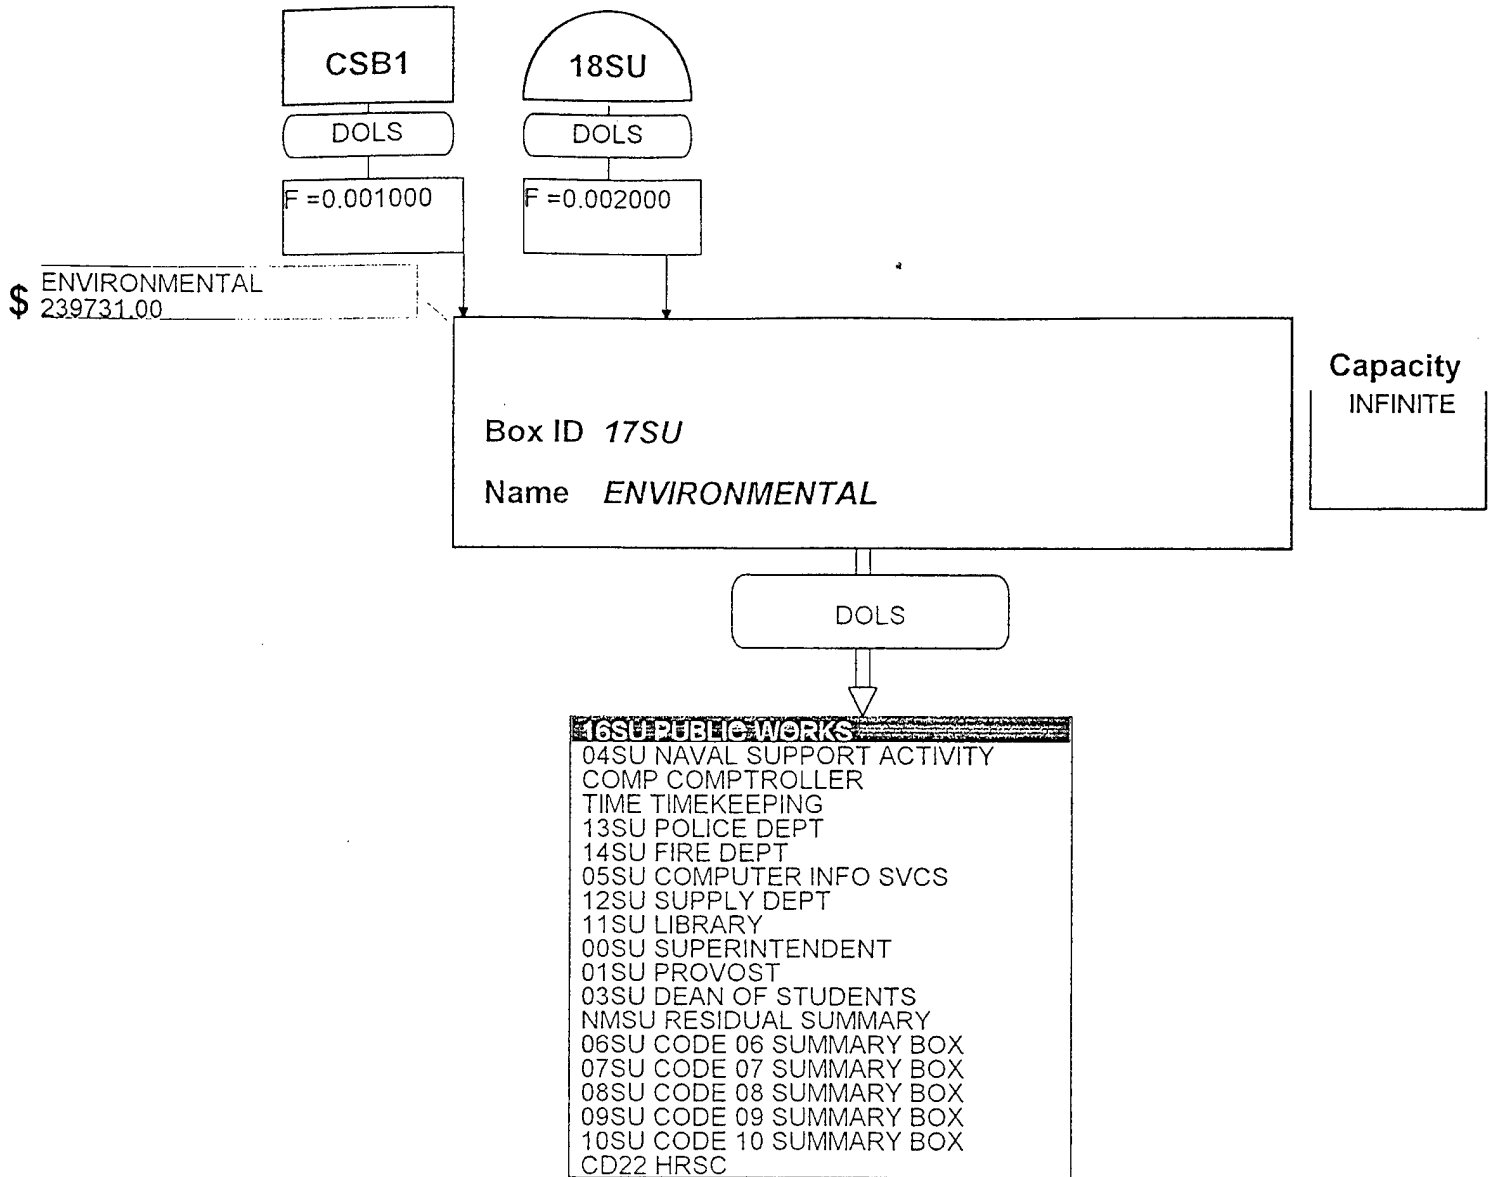 CSB1
18SU
DOLS
DOLS
F =0.001000
F =0.002000
$ ENVIRONMENTAL
239731.00
Capacity
INFINITE
Box ID 17SU
Name ENVIRONMENTAL
DOLS
16SU PUBLIC WORKS
04SU NAVAL SUPPORT ACTIVITY
COMP COMPTROLLER
TIME TIMEKEEPING
13SU POLICE DEPT
14SU FIRE DEPT
05SU COMPUTER INFO SVCS
12SU SUPPLY DEPT
11SU LIBRARY
00SU SUPERINTENDENT
01SU PROVOST
03SU DEAN OF STUDENTS
NMSU RESIDUAL SUMMARY
06SU CODE 06 SUMMARY BOX
07SU CODE 07 SUMMARY BOX
08SU CODE 08 SUMMARY BOX
09SU CODE 09 SUMMARY BOX
10SU CODE 10 SUMMARY BOX
CD22 HRSC